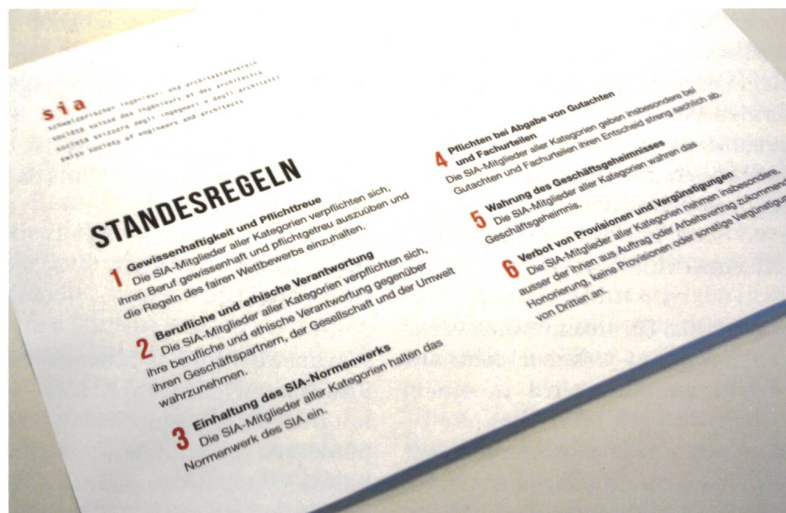 sia
schweizerischer ingenieur- und architektenverein
société suisse des ingénieurs et des architectes
società svizzera degli ingegneri e degli architetti
swiss society of engineers and architects
STANDESREGELN
1 Gewissenhaftigkeit und Pflichttreue
Die SIA-Mitglieder aller Kategorien verpflichten sich,
ihren Beruf gewissenhaft und pflichtgetreu auszuüben und
die Regeln des fairen Wettbewerbs einzuhalten.
2 Berufliche und ethische Verantwortung
Die SIA-Mitglieder aller Kategorien verpflichten sich,
ihre berufliche und ethische Verantwortung gegenüber
ihren Geschäftspartnern, der Gesellschaft und der Umwelt
wahrzunehmen.
3 Einhaltung des SIA-Normenwerks
Die SIA-Mitglieder aller Kategorien halten das
Normenwerk des SIA ein.
4 Pflichten bei Abgabe von Gutachten
und Fachurteilen
Die SIA-Mitglieder aller Kategorien geben insbesondere bei
Gutachten und Fachurteilen ihren Entscheid streng sachlich ab.
5 Wahrung des Geschäftsgeheimnisses
Die SIA-Mitglieder aller Kategorien wahren das
Geschäftsgeheimnis.
6 Verbot von Provisionen und Vergünstigungen
Die SIA-Mitglieder aller Kategorien nehmen insbesondere,
ausser der ihnen aus Auftrag oder Arbeitsvertrag zukommenden
Honorierung, keine Provisionen oder sonstige
von Dritten an.